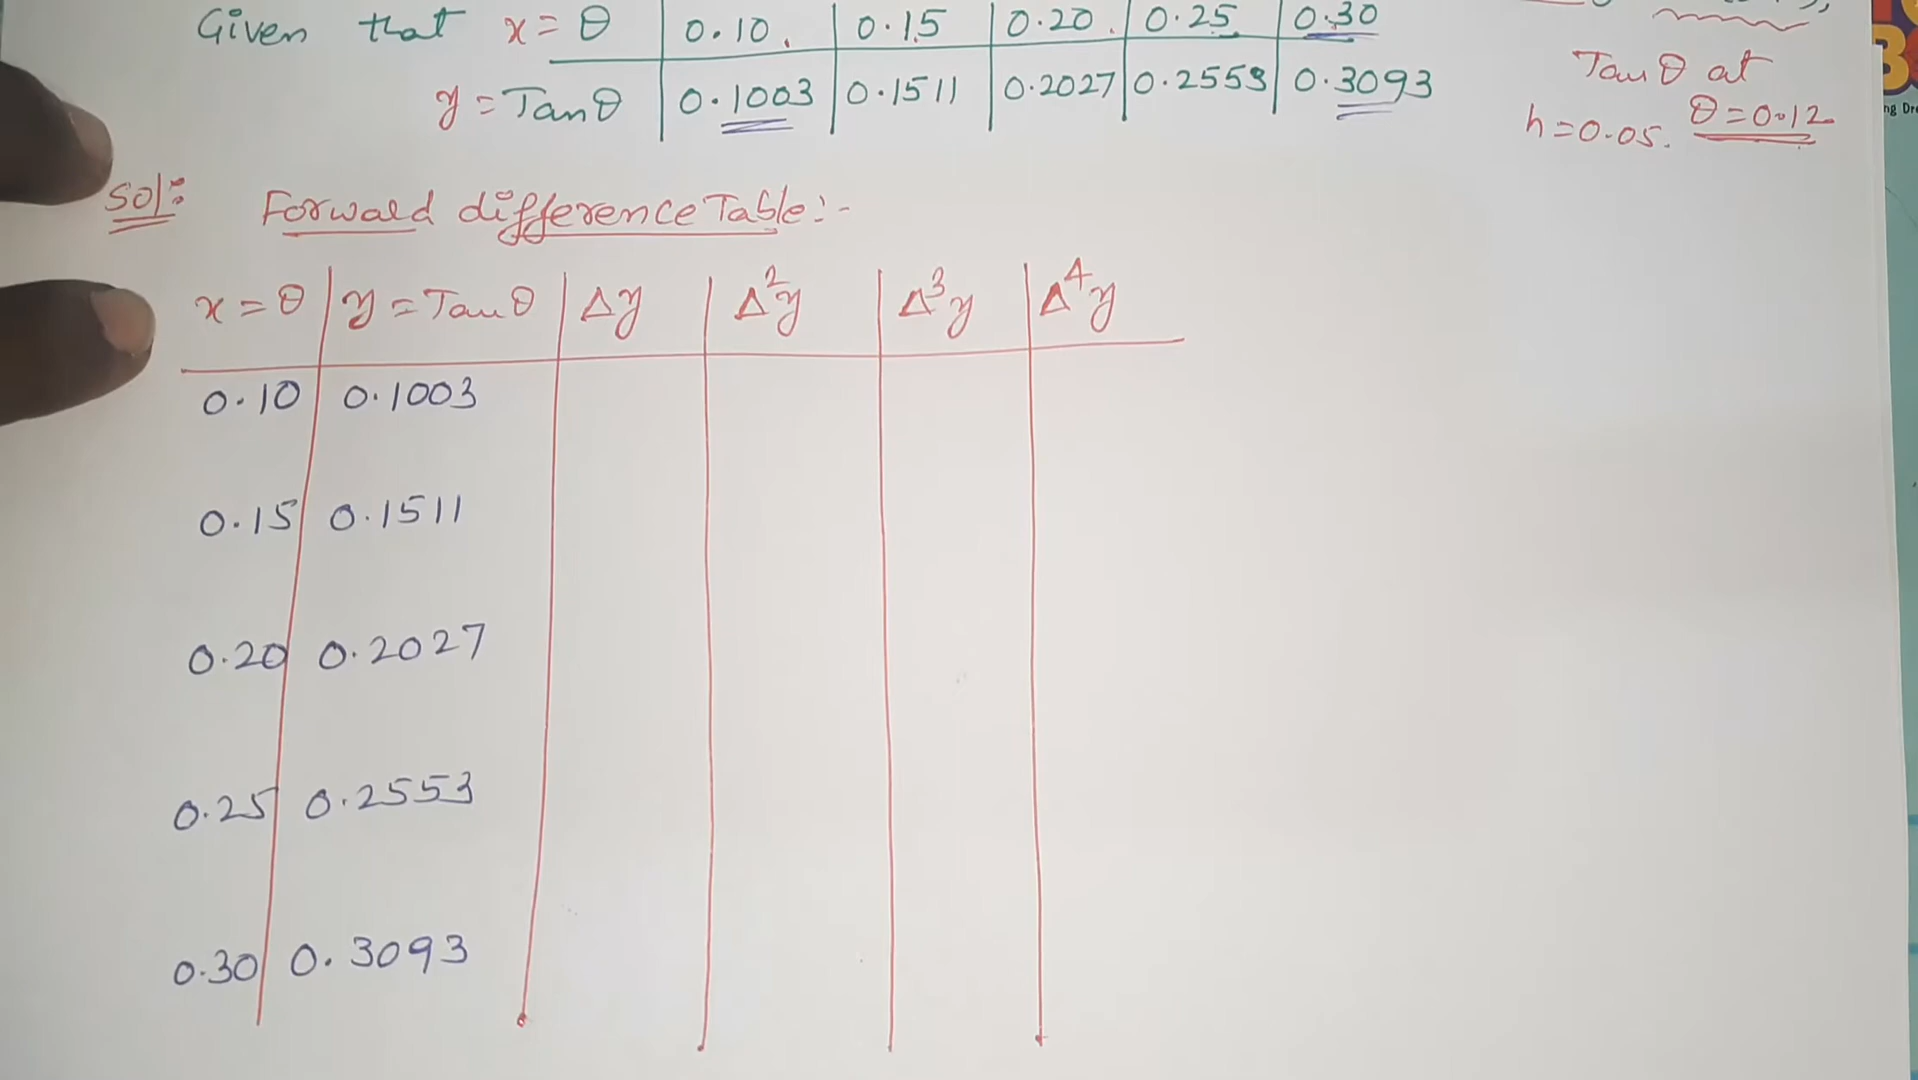 Given that x = θ 0.10 0.15 0.20 0.25 0.30
y = Tanθ 0.1003 0.1511 0.2027 0.2553 0.3093
Tanθ at
h = 0.05. θ = 0.12
Sol: Forward difference Table:-
x = θ y = Tanθ Δy Δ²y Δ³y Δ⁴y
0.10 0.1003
0.15 0.1511
0.20 0.2027
0.25 0.2553
0.30 0.3093